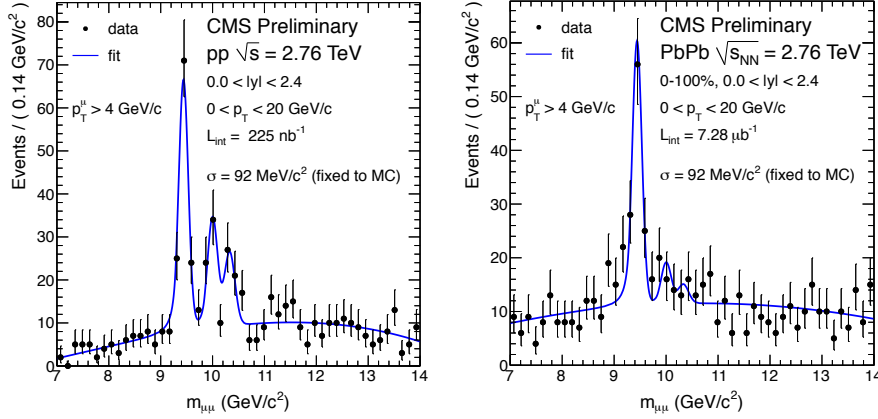 Events / ( 0.14 GeV/c² )
80
70
60
50
40
30
20
10
0
data
fit
p_T^μ > 4 GeV/c
CMS Preliminary
pp √s = 2.76 TeV
0.0 < |y| < 2.4
0 < p_T < 20 GeV/c
L_int = 225 nb⁻¹
σ = 92 MeV/c² (fixed to MC)
7 8 9 10 11 12 13 14
m_μμ (GeV/c²)
Events / ( 0.14 GeV/c² )
60
50
40
30
20
10
0
data
fit
p_T^μ > 4 GeV/c
CMS Preliminary
PbPb √s_NN = 2.76 TeV
0-100%, 0.0 < |y| < 2.4
0 < p_T < 20 GeV/c
L_int = 7.28 μb⁻¹
σ = 92 MeV/c² (fixed to MC)
7 8 9 10 11 12 13 14
m_μμ (GeV/c²)